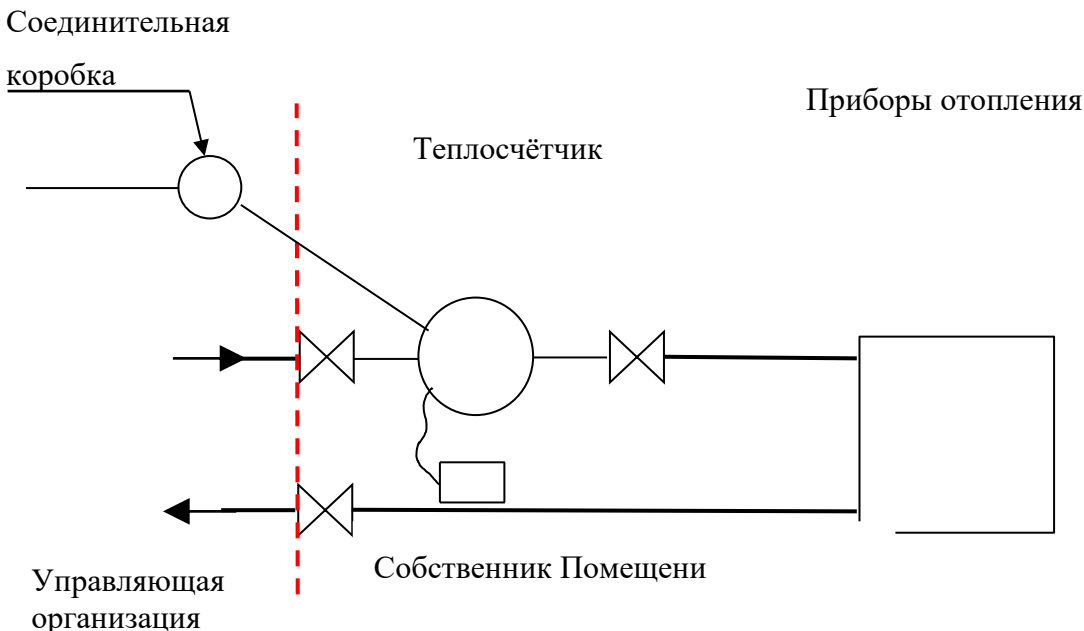 Соединительная
коробка
Приборы отопления
Теплосчётчик
Собственник Помещени
Управляющая
организация